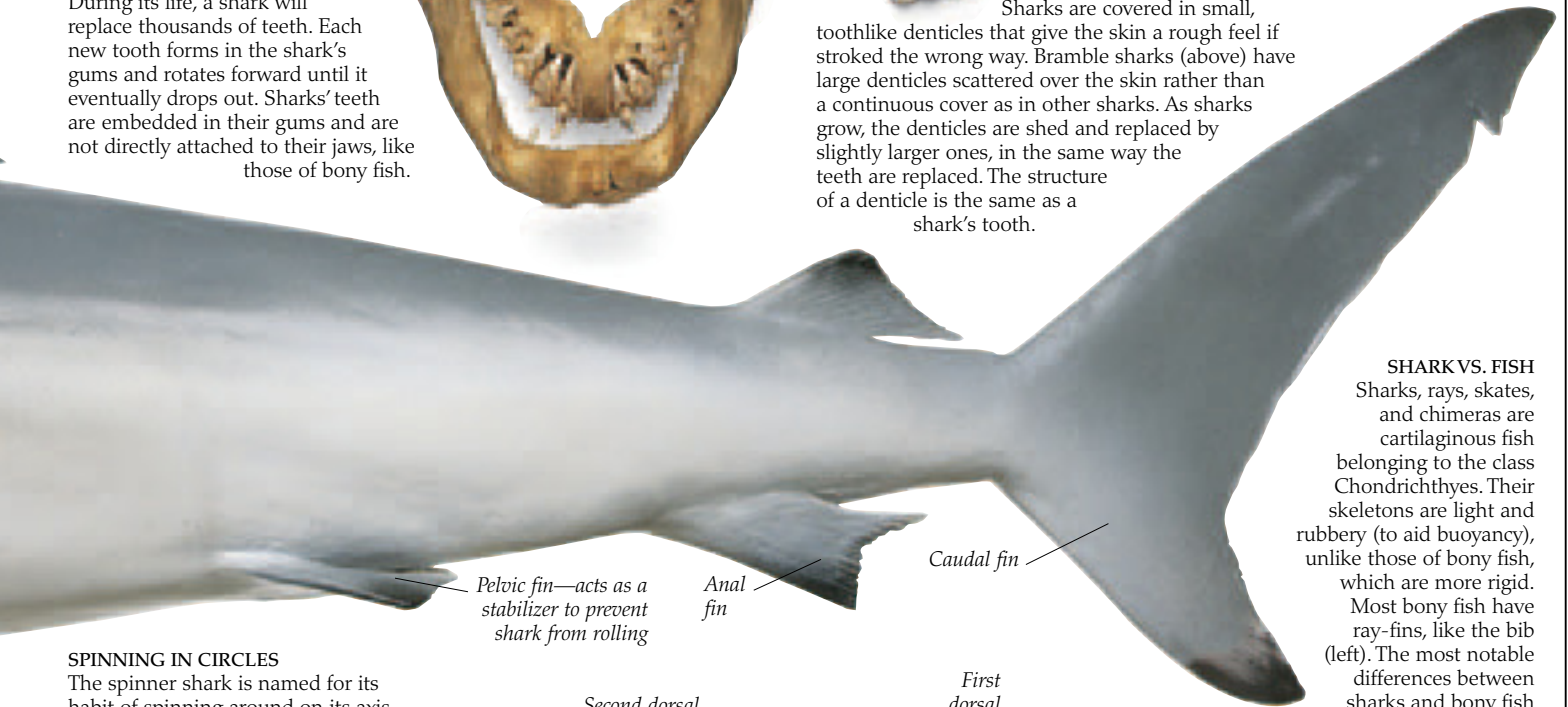 During its life, a shark will
replace thousands of teeth. Each
new tooth forms in the shark's
gums and rotates forward until it
eventually drops out. Sharks' teeth
are embedded in their gums and are
not directly attached to their jaws, like
those of bony fish.
Sharks are covered in small,
toothlike denticles that give the skin a rough feel if
stroked the wrong way. Bramble sharks (above) have
large denticles scattered over the skin rather than
a continuous cover as in other sharks. As sharks
grow, the denticles are shed and replaced by
slightly larger ones, in the same way the
teeth are replaced. The structure
of a denticle is the same as a
shark's tooth.
SHARK VS. FISH
Sharks, rays, skates,
and chimeras are
cartilaginous fish
belonging to the class
Chondrichthyes. Their
skeletons are light and
rubbery (to aid buoyancy),
unlike those of bony fish,
which are more rigid.
Most bony fish have
ray-fins, like the bib
(left). The most notable
differences between
sharks and bony fish
Caudal fin
Anal
fin
Pelvic fin—acts as a
stabilizer to prevent
shark from rolling
SPINNING IN CIRCLES
The spinner shark is named for its
habit of spinning around on its axis
Second dorsal
First
dorsal